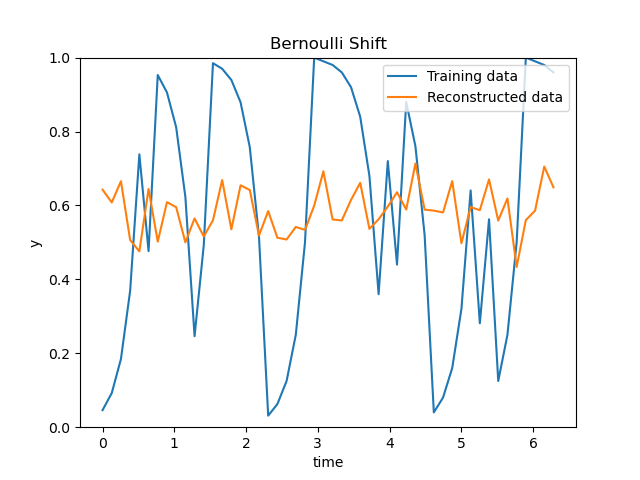 Bernoulli Shift
1.0
Training data
Reconstructed data
0.8
0.6
y
0.4
0.2
0.0
0 1 2 3 4 5 6
time